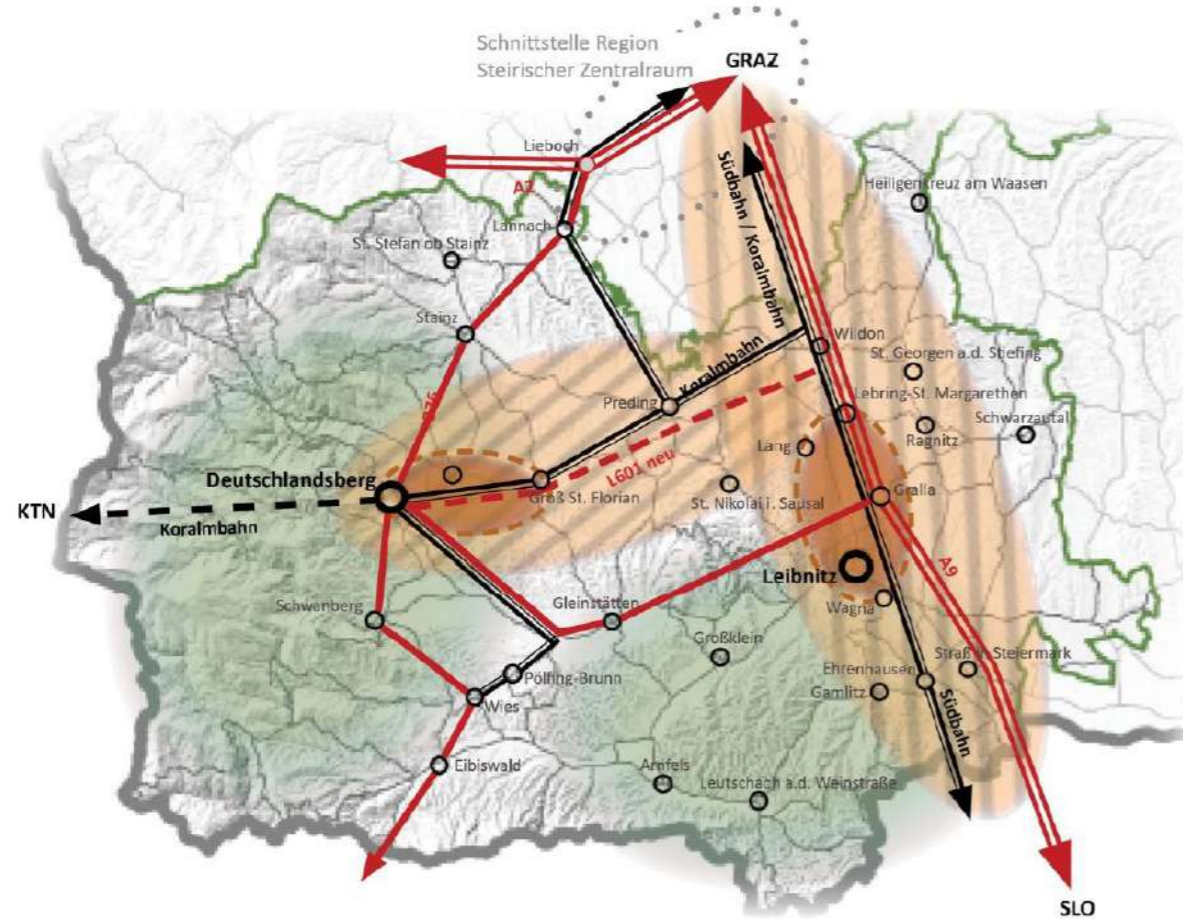 Schnittstelle Region
Steirischer Zentralraum
GRAZ
Lieboch
A2
Südbahn / Koralmbahn
Heiligenkreuz am Waasen
Lannach
St. Stefan ob Stainz
Stainz
Wildon
St. Georgen a.d. Stiefing
Koralmbahn
Preding
Lebring-St. Margarethen
Schwarzautal
Ragnitz
Lang
L601 neu
Deutschlandsberg
Groß St. Florian
St. Nikolai i. Sausal
Gralla
KTN
Koralmbahn
Leibnitz
A9
Schwanberg
Gleinstätten
Wagna
Großklein
Straß in Steiermark
Ehrenhausen
Pölfing-Brunn
Gamlitz
Wies
Südbahn
Eibiswald
Arnfels
Leutschach a.d. Weinstraße
SLO